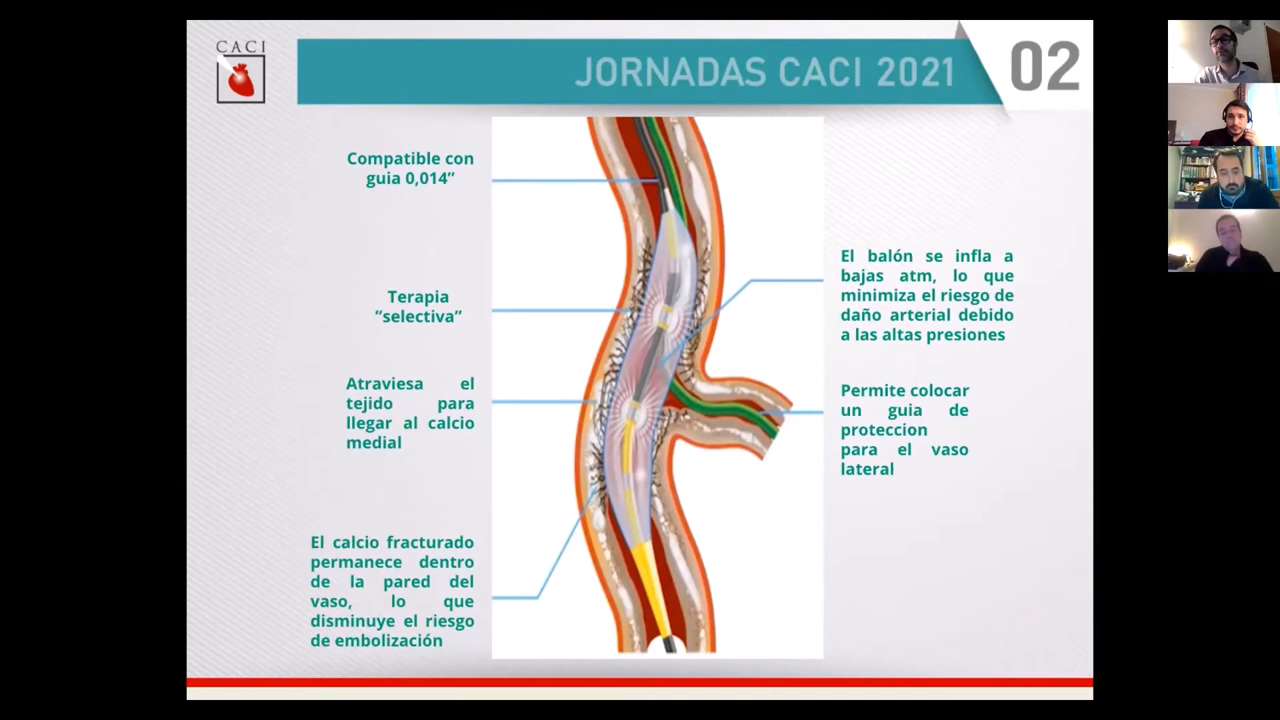 CACI
JORNADAS CACI 2021
02
Compatible con
guia 0,014”
Terapia
”selectiva”
Atraviesa el
tejido para
llegar al calcio
medial
El calcio fracturado
permanece dentro
de la pared del
vaso, lo que
disminuye el riesgo
de embolización
El balón se infla a
bajas atm, lo que
minimiza el riesgo de
daño arterial debido
a las altas presiones
Permite colocar
un guia de
proteccion
para el vaso
lateral